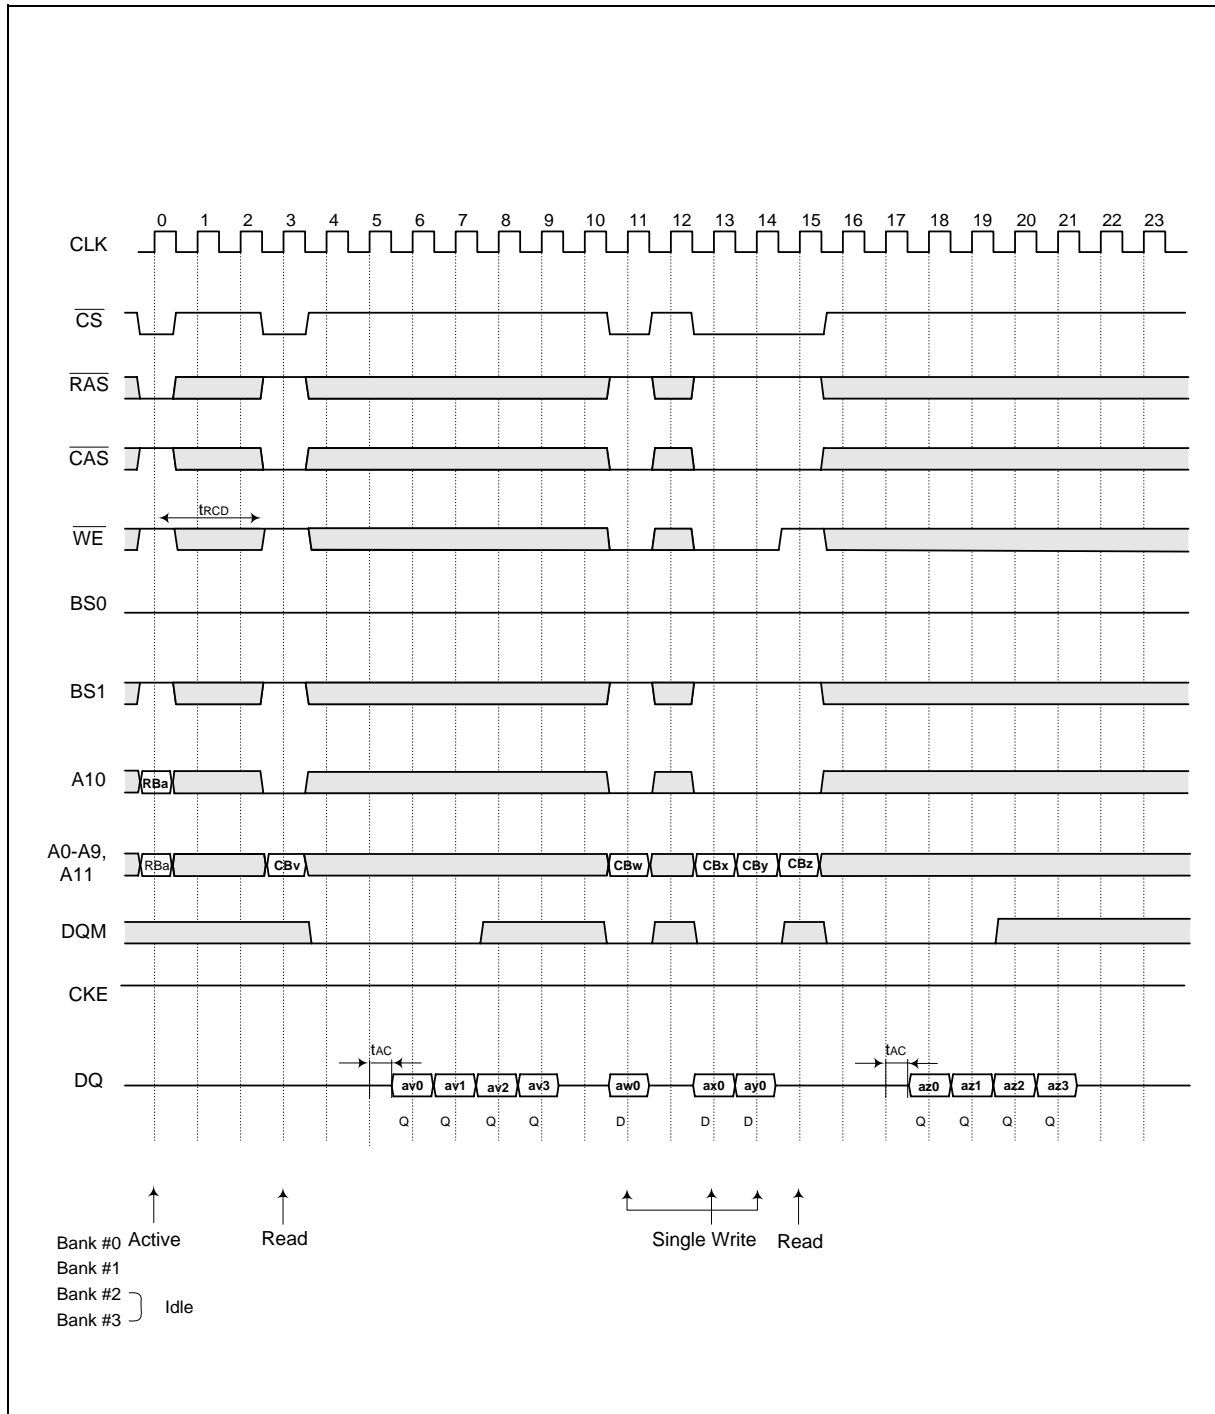 0 1 2 3 4 5 6 7 8 9 10 11 12 13 14 15 16 17 18 19 20 21 22 23
CLK
CS
RAS
CAS
tRCD
WE
BS0
BS1
A10 RBa
A0-A9, A11 RBa CBv CBw CBx CBy CBz
DQM
CKE
tAC tAC
DQ av0 av1 av2 av3 aw0 ax0 ay0 az0 az1 az2 az3
Q Q Q Q D D D Q Q Q Q
Bank #0 Active Read Single Write Read
Bank #1
Bank #2
Idle
Bank #3